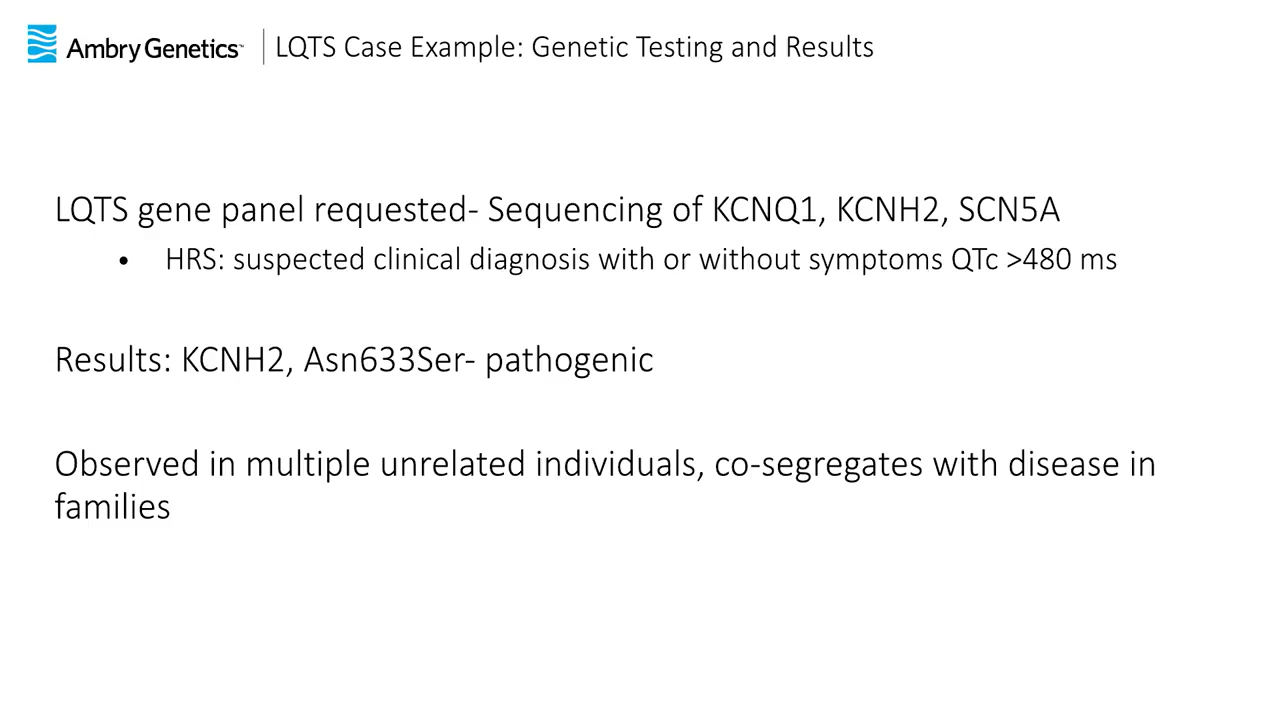 Ambry Genetics™ LQTS Case Example: Genetic Testing and Results
LQTS gene panel requested- Sequencing of KCNQ1, KCNH2, SCN5A
• HRS: suspected clinical diagnosis with or without symptoms QTc >480 ms
Results: KCNH2, Asn633Ser- pathogenic
Observed in multiple unrelated individuals, co-segregates with disease in
families